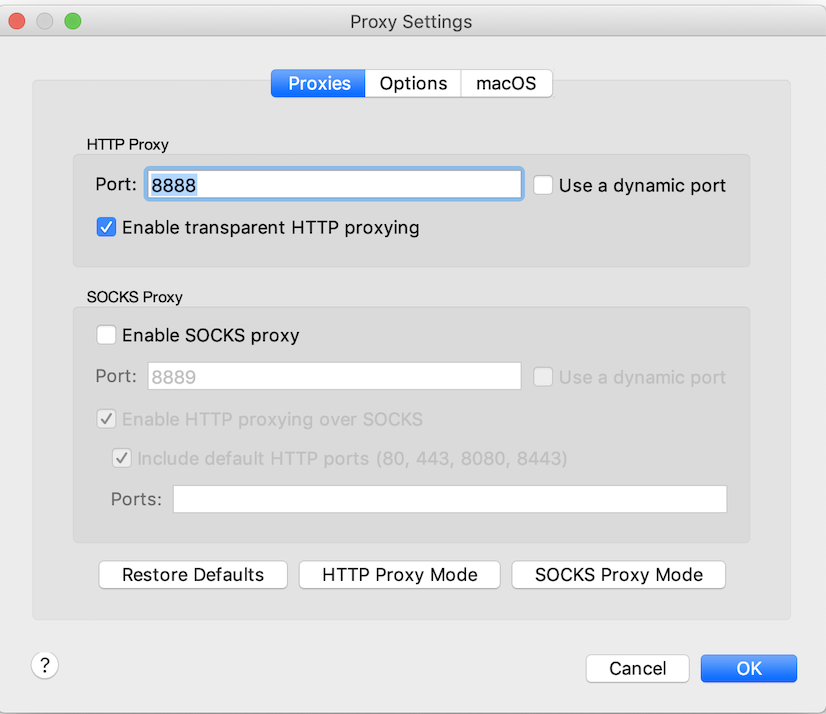 Proxy Settings
Proxies Options macOS
HTTP Proxy
Port: 8888 Use a dynamic port
Enable transparent HTTP proxying
SOCKS Proxy
Enable SOCKS proxy
Port: 8889 Use a dynamic port
Enable HTTP proxying over SOCKS
Include default HTTP ports (80, 443, 8080, 8443)
Ports:
Restore Defaults HTTP Proxy Mode SOCKS Proxy Mode
? Cancel OK